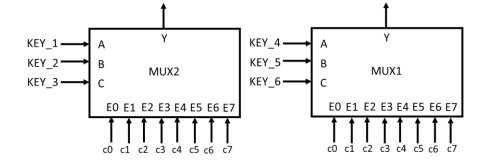 Y
KEY_1 A
KEY_2 B
KEY_3 C
MUX2
E0 E1 E2 E3 E4 E5 E6 E7
c0 c1 c2 c3 c4 c5 c6 c7
Y
KEY_4 A
KEY_5 B
KEY_6 C
MUX1
E0 E1 E2 E3 E4 E5 E6 E7
c0 c1 c2 c3 c4 c5 c6 c7